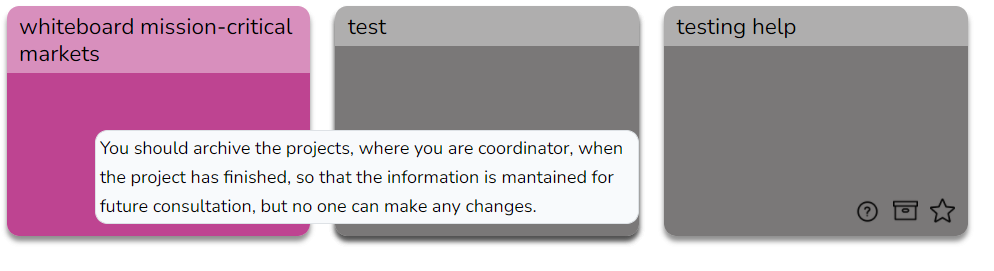 whiteboard mission-critical
markets
test
testing help
You should archive the projects, where you are coordinator, when
the project has finished, so that the information is mantained for
future consultation, but no one can make any changes.